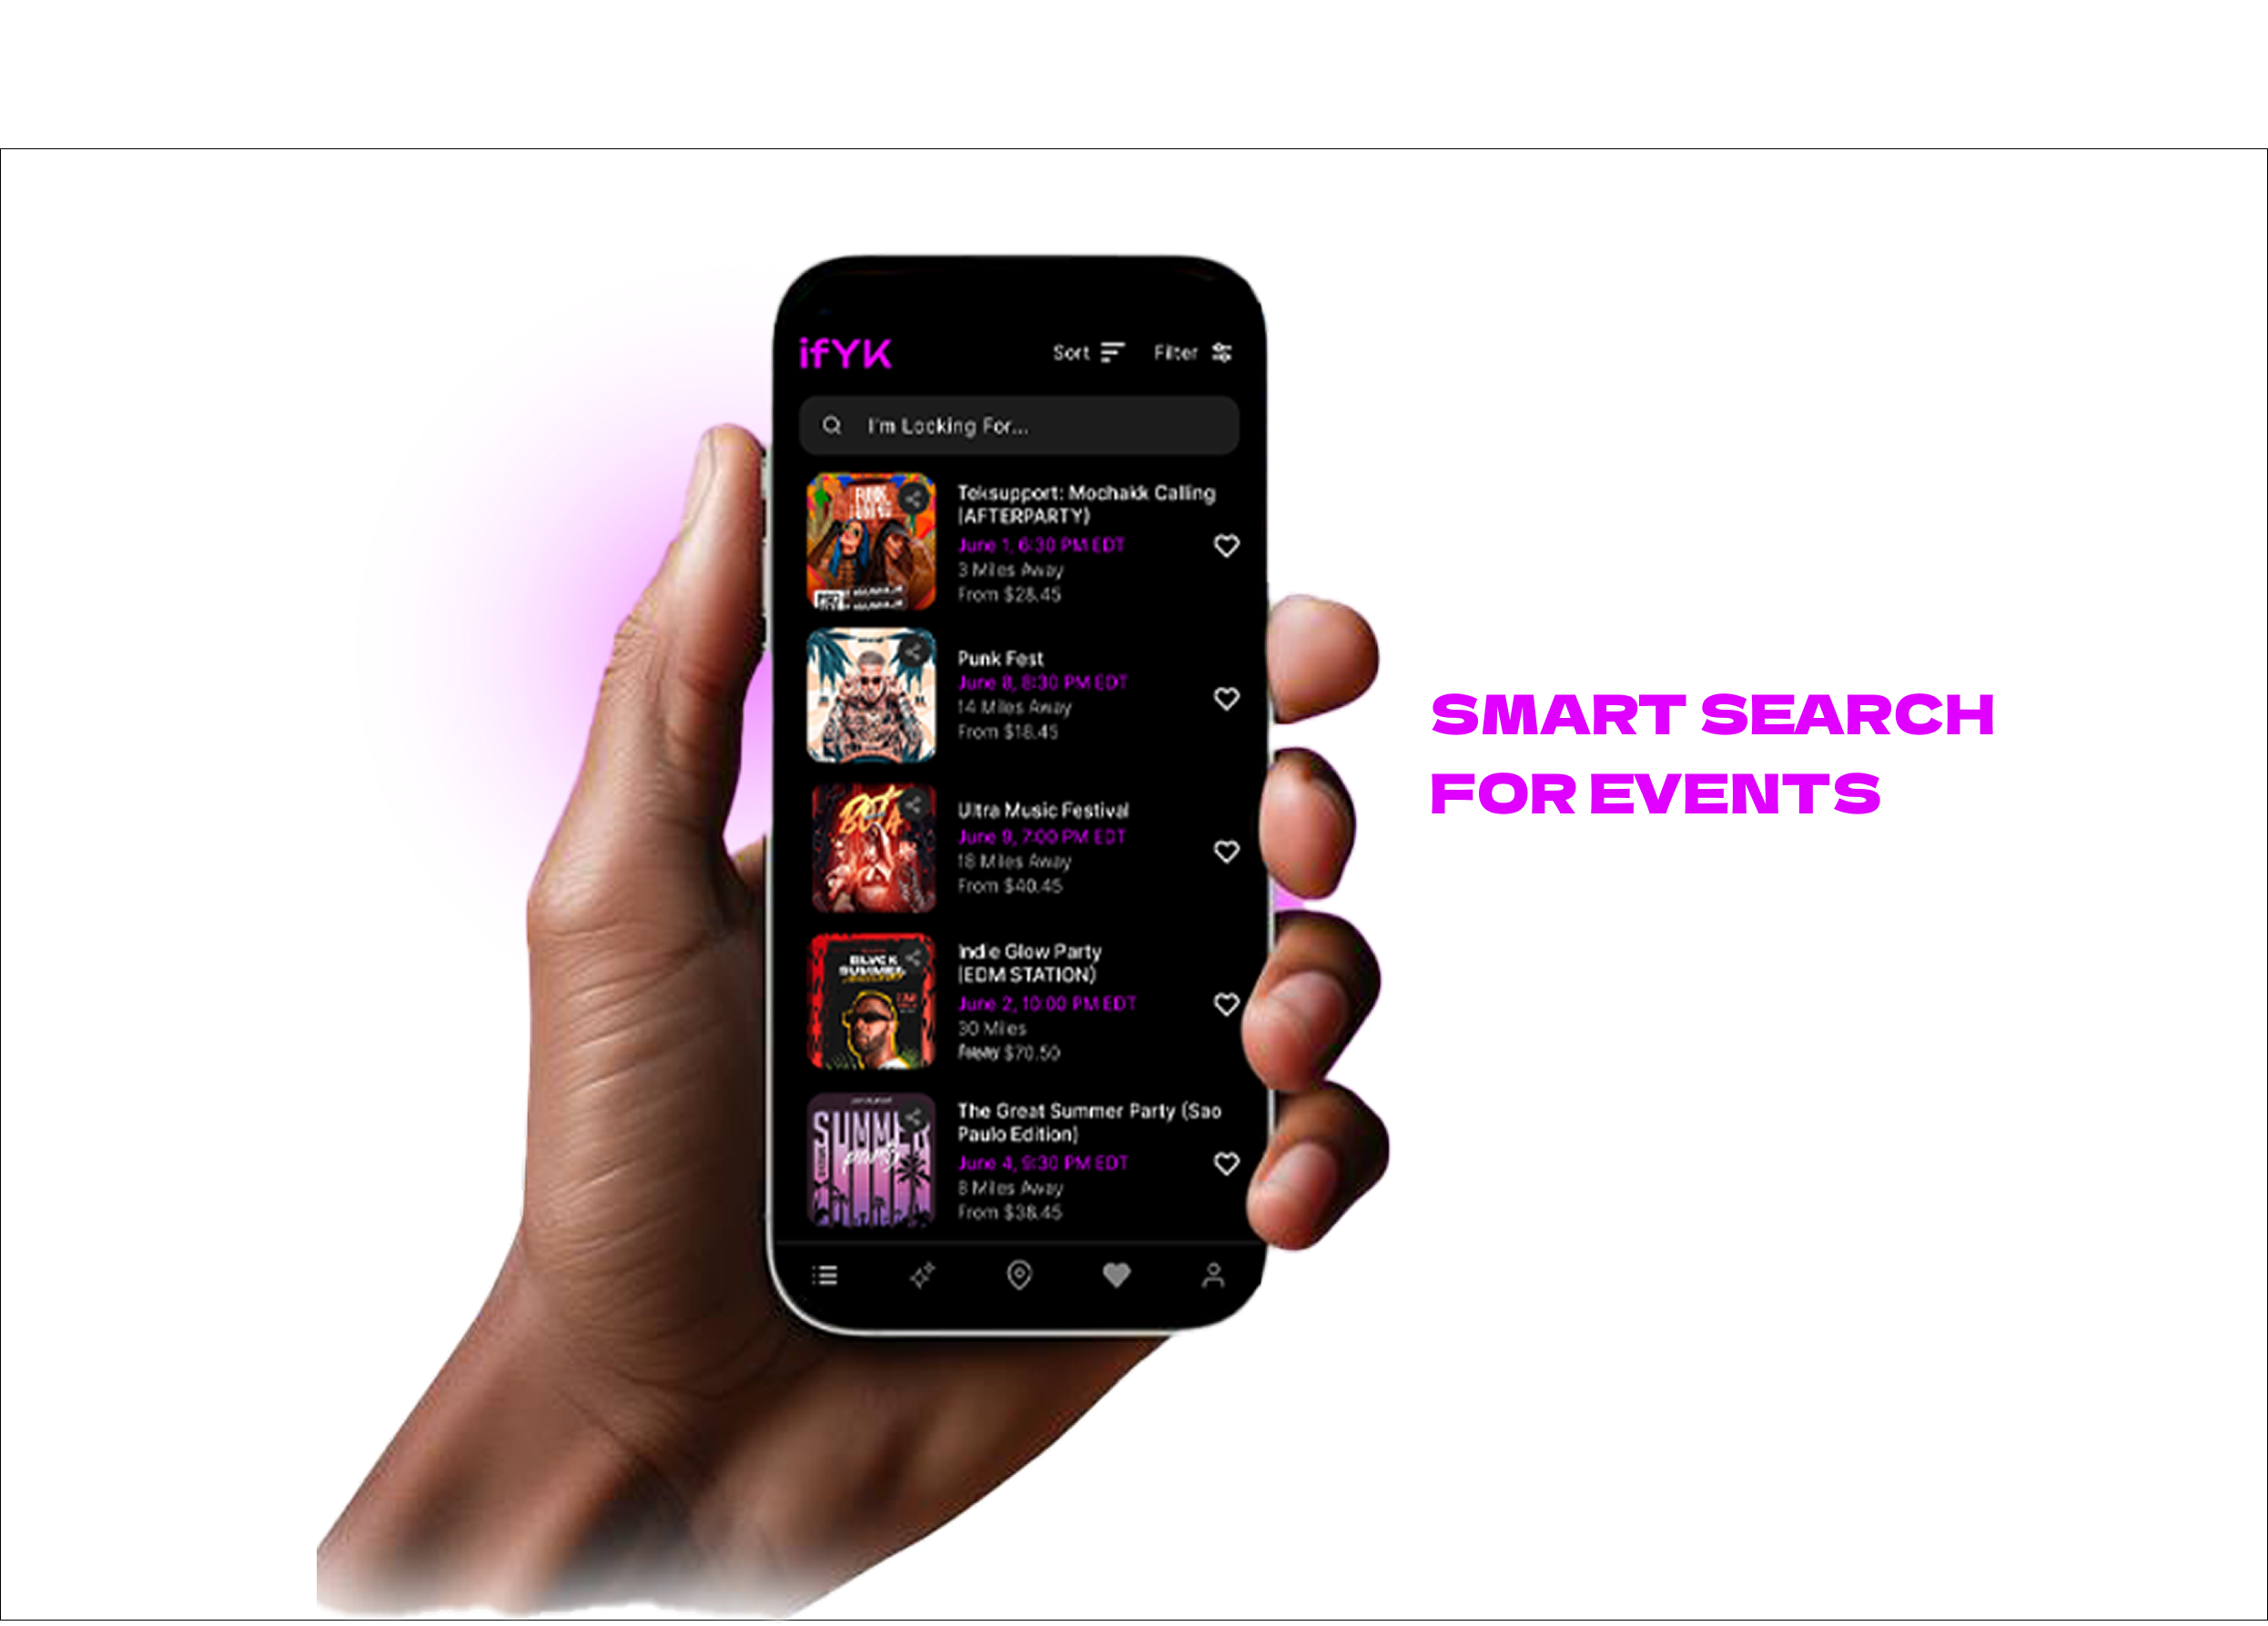 ifYK
Sort
Filter
I'm Looking For...
Teksupport: Mochakk Calling
(AFTERPARTY)
June 1, 6:30 PM EDT
3 Miles Away
From $28.45
Punk Fest
June 8, 8:30 PM EDT
14 Miles Away
From $18.45
Ultra Music Festival
June 9, 7:00 PM EDT
18 Miles Away
From $40.45
BLVCK
SUMMER
Indie Glow Party
(EDM STATION)
June 2, 10:00 PM EDT
30 Miles
$70.50
SUMMER
party
The Great Summer Party (Sao
Paulo Edition)
June 4, 9:30 PM EDT
8 Miles Away
From $38.45
SMART SEARCH
FOR EVENTS